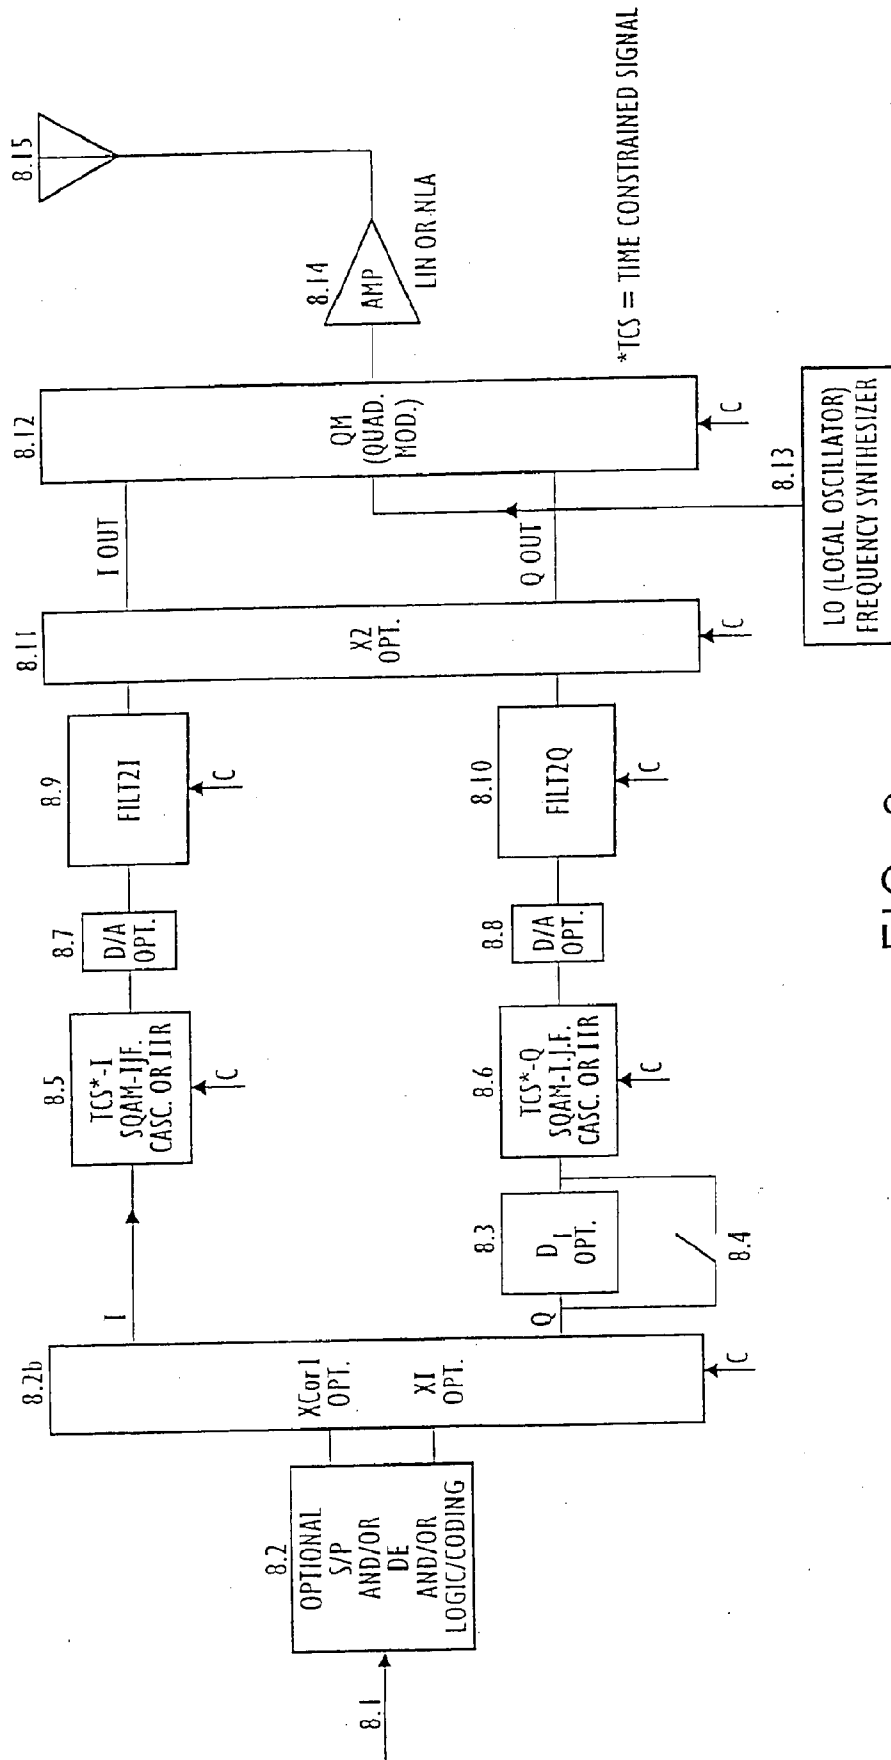 8.1
8.2
OPTIONAL
S/P
AND/OR
DE
AND/OR
LOGIC/CODING
8.2b
XCor1
OPT.
X1
OPT.
C
I
Q
8.3
D1
OPT.
8.4
8.5
TCS*-I
SQAM-IJF.
CASC. OR IIR
C
8.6
TCS*-Q
SQAM-I.J.F.
CASC. OR IIR
C
8.7
D/A
OPT.
8.8
D/A
OPT.
8.9
FILT2I
C
8.10
FILT2Q
C
8.11
X2
OPT.
C
I OUT
Q OUT
8.12
QM
(QUAD.
MOD.)
C
8.13
LO (LOCAL OSCILLATOR)
FREQUENCY SYNTHESIZER
8.14
AMP
LIN OR NLA
8.15
*TCS = TIME CONSTRAINED SIGNAL